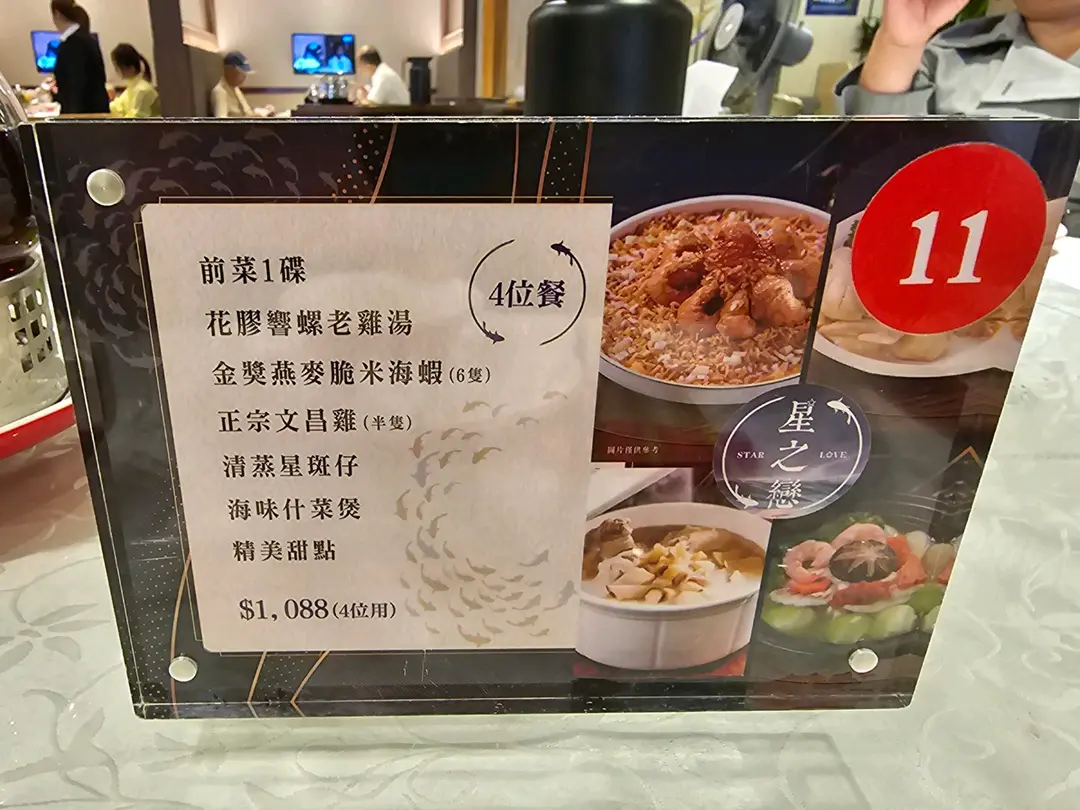 前菜1碟
4位餐
花膠響螺老雞湯
金獎燕麥脆米海蝦(6隻)
正宗文昌雞(半隻)
清蒸星斑仔
海味什菜煲
精美甜點
$1,088(4位用)
11
圖片僅供參考
星之戀
STAR LOVE